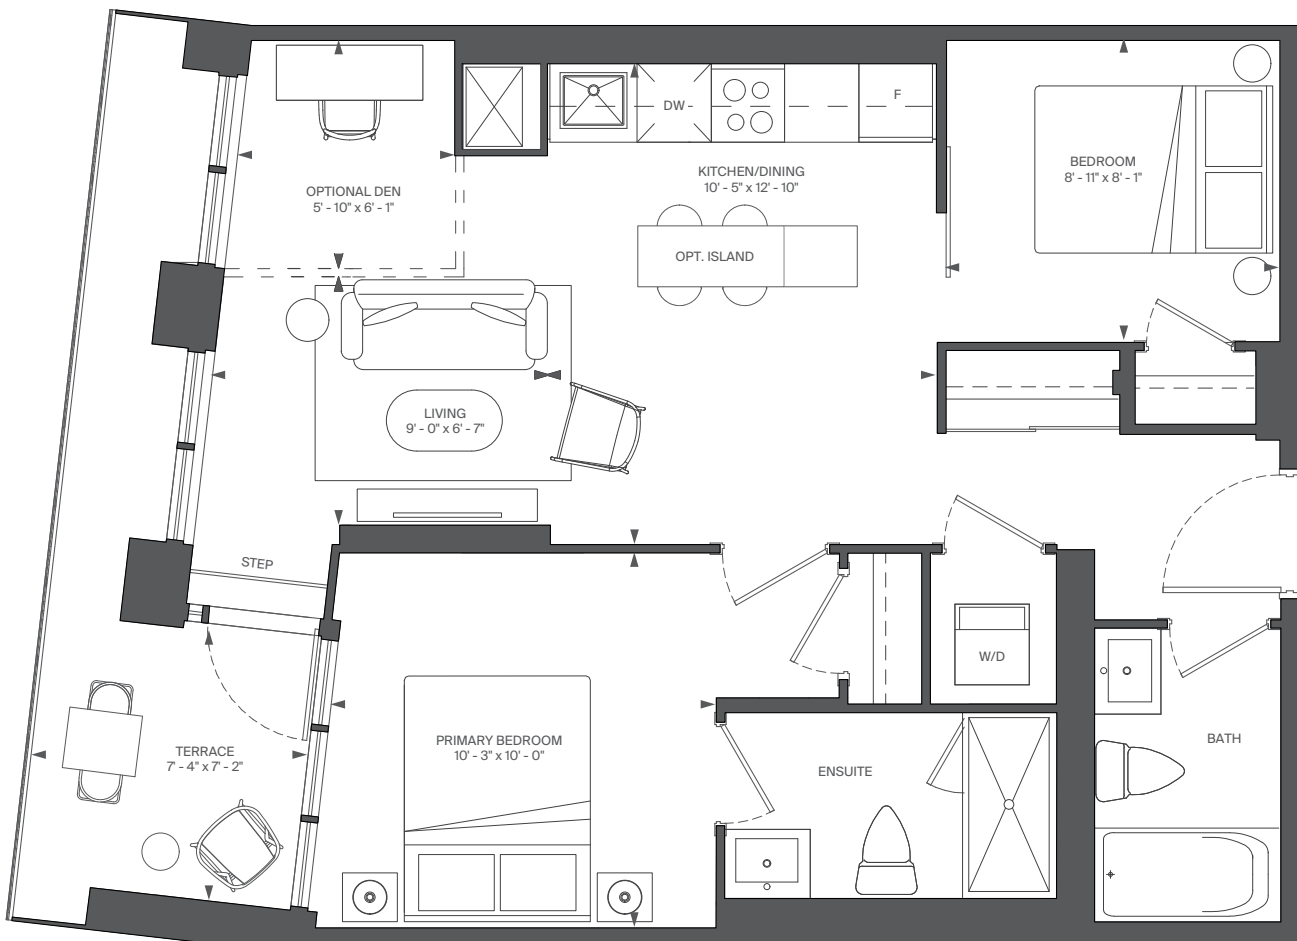 DW
F
KITCHEN/DINING
10' - 5" x 12' - 10"
BEDROOM
8' - 11" x 8' - 1"
OPTIONAL DEN
5' - 10" x 6' - 1"
OPT. ISLAND
LIVING
9' - 0" x 6' - 7"
STEP
W/D
PRIMARY BEDROOM
10' - 3" x 10' - 0"
TERRACE
7' - 4" x 7' - 2"
ENSUITE
BATH